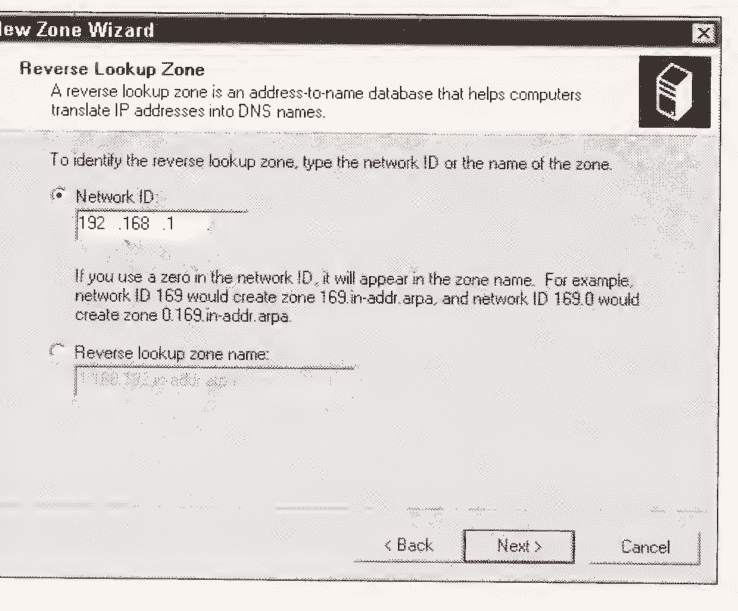 New Zone Wizard
Reverse Lookup Zone
A reverse lookup zone is an address-to-name database that helps computers
translate IP addresses into DNS names.
To identify the reverse lookup zone, type the network ID or the name of the zone.
Network ID:
192 .168 .1 .
If you use a zero in the network ID, it will appear in the zone name. For example,
network ID 169 would create zone 169.in-addr.arpa, and network ID 169.0 would
create zone 0.169.in-addr.arpa.
Reverse lookup zone name:
< Back Next > Cancel